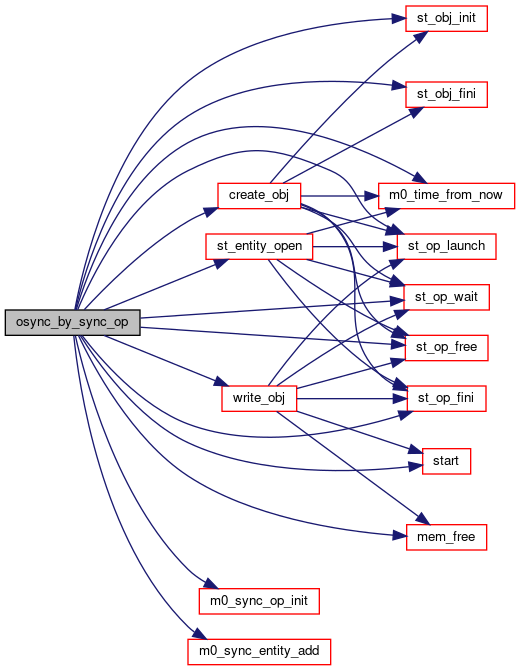 st_obj_init
st_obj_fini
create_obj
m0_time_from_now
st_entity_open
st_op_launch
st_op_wait
osync_by_sync_op
st_op_free
write_obj
st_op_fini
start
mem_free
m0_sync_op_init
m0_sync_entity_add